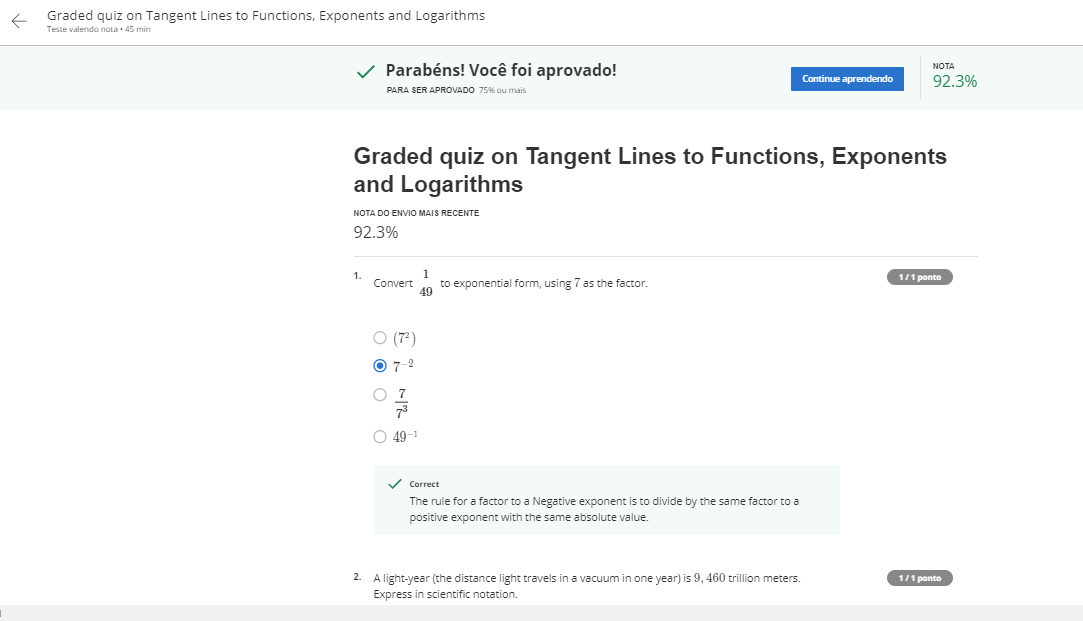 Graded quiz on Tangent Lines to Functions, Exponents and Logarithms
Teste valendo nota • 45 min
Parabéns! Você foi aprovado!
PARA SER APROVADO 75% ou mais
Continue aprendendo
NOTA
92.3%
Graded quiz on Tangent Lines to Functions, Exponents
and Logarithms
NOTA DO ENVIO MAIS RECENTE
92.3%
1. Convert 1/49 to exponential form, using 7 as the factor.
1 / 1 ponto
(7²)
7⁻²
7/7³
49⁻¹
Correct
The rule for a factor to a Negative exponent is to divide by the same factor to a
positive exponent with the same absolute value.
2. A light-year (the distance light travels in a vacuum in one year) is 9, 460 trillion meters.
Express in scientific notation.
1 / 1 ponto